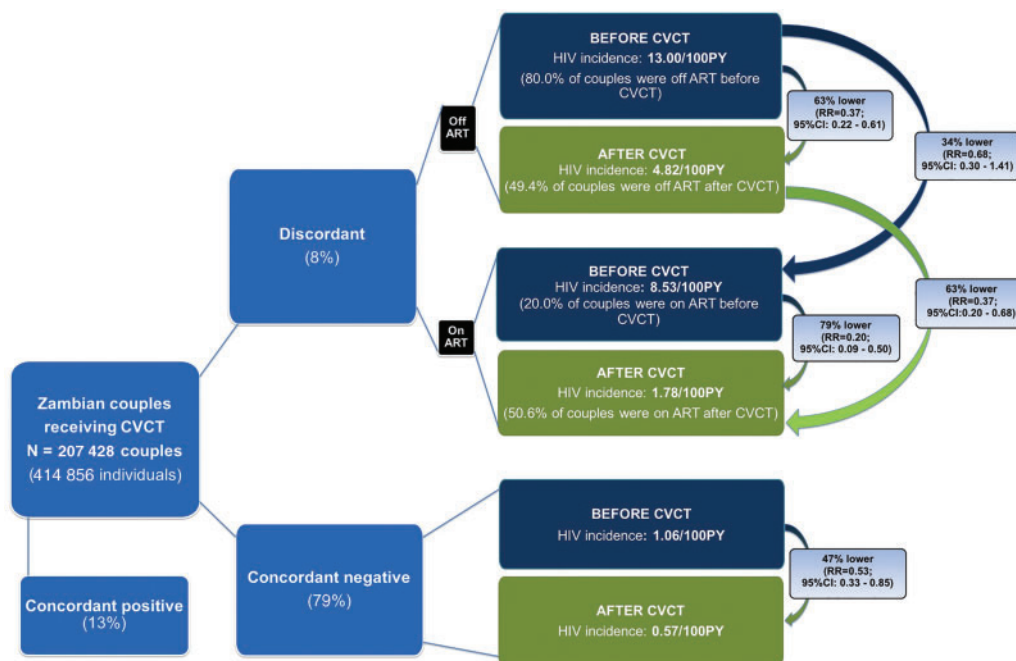 Zambian couples
receiving CVCT
N = 207 428 couples
(414 856 individuals)
Concordant positive
(13%)
Discordant
(8%)
Concordant negative
(79%)
Off
ART
On
ART
BEFORE CVCT
HIV incidence: 13.00/100PY
(80.0% of couples were off ART before
CVCT)
AFTER CVCT
HIV incidence: 4.82/100PY
(49.4% of couples were off ART after CVCT)
BEFORE CVCT
HIV incidence: 8.53/100PY
(20.0% of couples were on ART before
CVCT)
AFTER CVCT
HIV incidence: 1.78/100PY
(50.6% of couples were on ART after CVCT)
BEFORE CVCT
HIV incidence: 1.06/100PY
AFTER CVCT
HIV incidence: 0.57/100PY
63% lower
(RR=0.37;
95%CI: 0.22 - 0.61)
34% lower
(RR=0.68;
95%CI: 0.30 - 1.41)
79% lower
(RR=0.20;
95%CI: 0.09 - 0.50)
63% lower
(RR=0.37;
95%CI:0.20 - 0.68)
47% lower
(RR=0.53;
95%CI: 0.33 - 0.85)